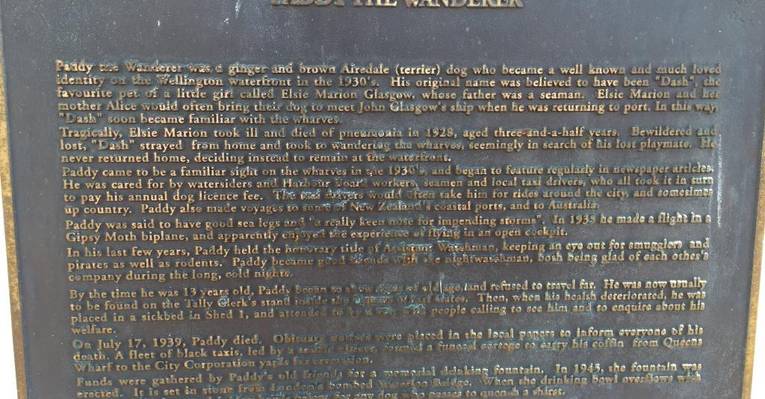 PADDY THE WANDERER
Paddy the Wanderer was a ginger and brown Airedale (terrier) dog who became a well known and much loved
identity on the Wellington waterfront in the 1930's. His original name was believed to have been "Dash", the
favourite pet of a little girl called Elsie Marion Glasgow, whose father was a seaman. Elsie Marion and her
mother Alice would often bring their dog to meet John Glasgow's ship when he was returning to port. In this way,
"Dash" soon became familiar with the wharves.
Tragically, Elsie Marion took ill and died of pneumonia in 1928, aged three-and-a-half years. Bewildered and
lost, "Dash" strayed from home and took to wandering the wharves, seemingly in search of his lost playmate. He
never returned home, deciding instead to remain at the waterfront.
Paddy came to be a familiar sight on the wharves in the 1930's, and began to feature regularly in newspaper articles.
He was cared for by watersiders and Harbour Board workers, seamen and local taxi drivers, who all took it in turn
to pay his annual dog licence fee. The taxi drivers would often take him for rides around the city, and sometimes
up country. Paddy also made voyages to some of New Zealand's coastal ports, and to Australia.
Paddy was said to have good sea legs and "a really keen note for impending storms". In 1935 he made a flight in a
Gipsy Moth biplane, and apparently enjoyed the experience of flying in an open cockpit.
In his last few years, Paddy held the honorary title of Assistant Watchman, keeping an eye out for smugglers and
pirates as well as rodents. Paddy became good friends with the nightwatchman, both being glad of each other's
company during the long, cold nights.
By the time he was 13 years old, Paddy began to show signs of old age and refused to travel far. He was now usually
to be found on the Tally Clerk's stand inside the Queens Wharf Gates. Then, when his health deteriorated, he was
placed in a sickbed in Shed 1, and attended to by a vet, with people calling to see him and to enquire about his
welfare.
On July 17, 1939, Paddy died. Obituary notices were placed in the local papers to inform everyone of his
death. A fleet of black taxis, led by a traffic officer, formed a funeral cortege to carry his coffin from Queens
Wharf to the City Corporation yards for cremation.
Funds were gathered by Paddy's old friends for a memorial drinking fountain. In 1945, the fountain was
erected. It is set in stone from London's bombed Waterloo Bridge. When the drinking bowl overflows
for any dog who passes to quench a thirst.